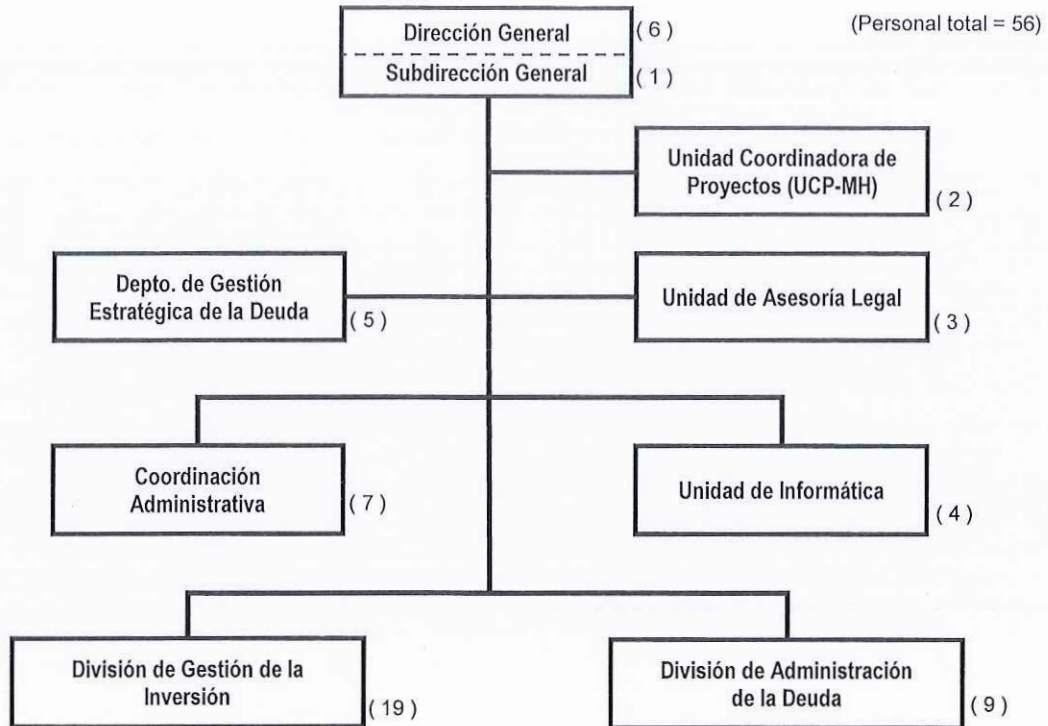 Dirección General
( 6 )
(Personal total = 56)
Subdirección General
( 1 )
Unidad Coordinadora de
Proyectos (UCP-MH)
( 2 )
Depto. de Gestión
Estratégica de la Deuda
( 5 )
Unidad de Asesoría Legal
( 3 )
Coordinación
Administrativa
( 7 )
Unidad de Informática
( 4 )
División de Gestión de la
Inversión
( 19 )
División de Administración
de la Deuda
( 9 )